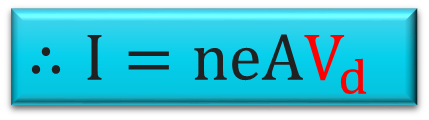 ∴ I = neAV_d